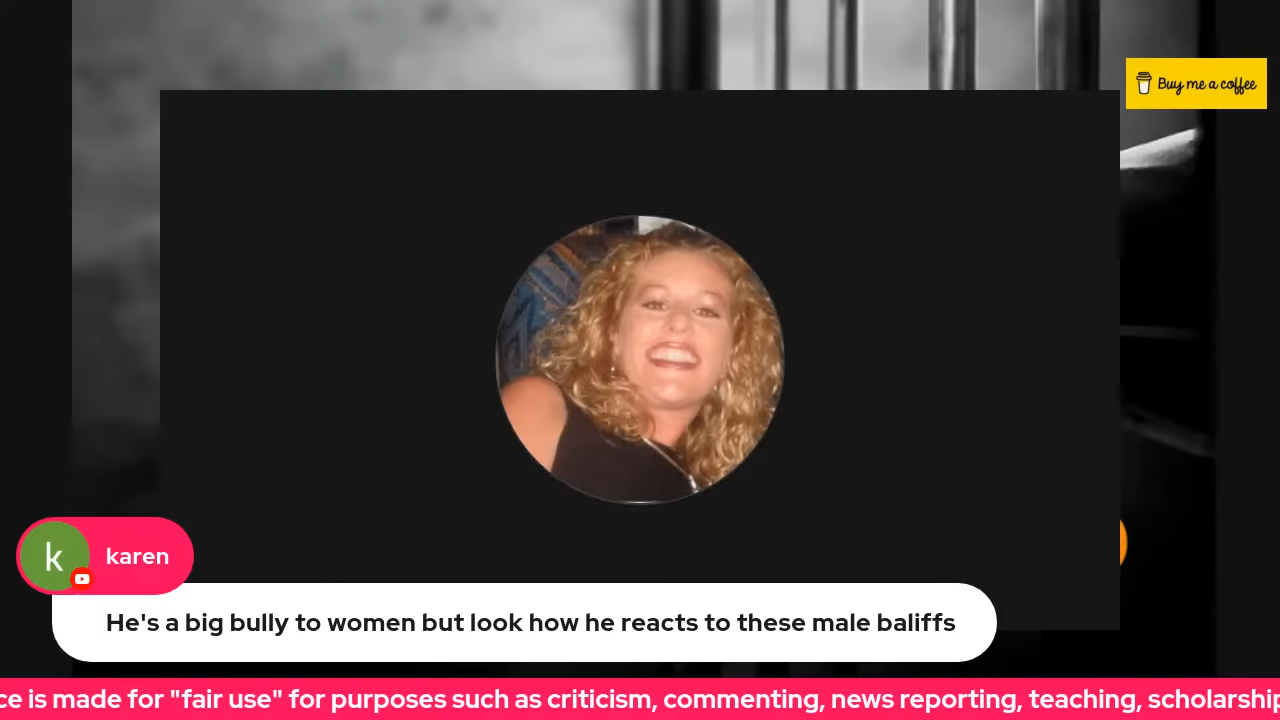 Buy me a coffee
k
karen
He's a big bully to women but look how he reacts to these male baliffs
ce is made for "fair use" for purposes such as criticism, commenting, news reporting, teaching, scholarship